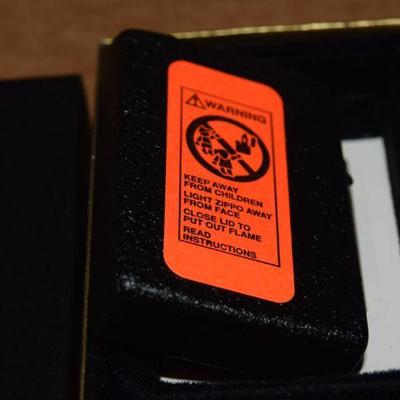 WARNING
KEEP AWAY
FROM CHILDREN
LIGHT ZIPPO AWAY
FROM FACE
CLOSE LID TO
PUT OUT FLAME
READ
INSTRUCTIONS